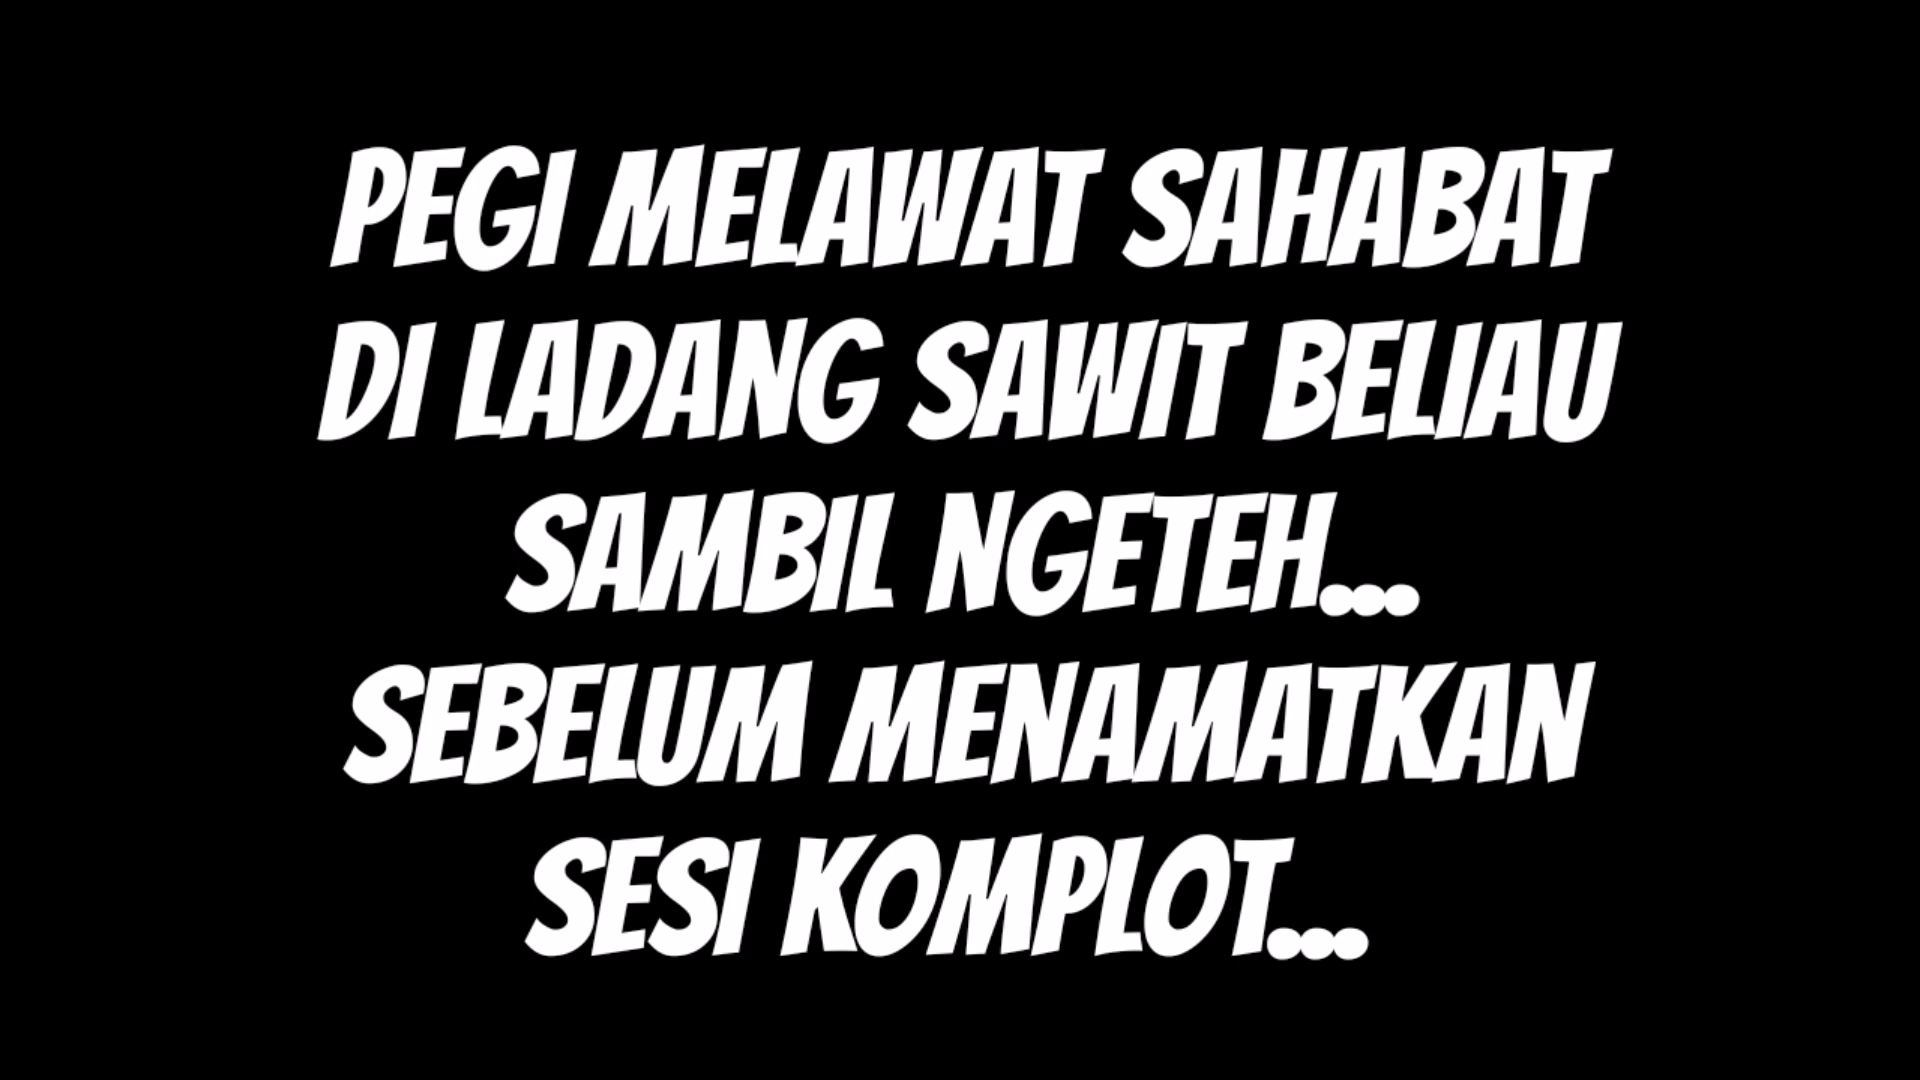 PEGI MELAWAT SAHABAT
DI LADANG SAWIT BELIAU
SAMBIL NGETEH...
SEBELUM MENAMATKAN
SESI KOMPLOT...